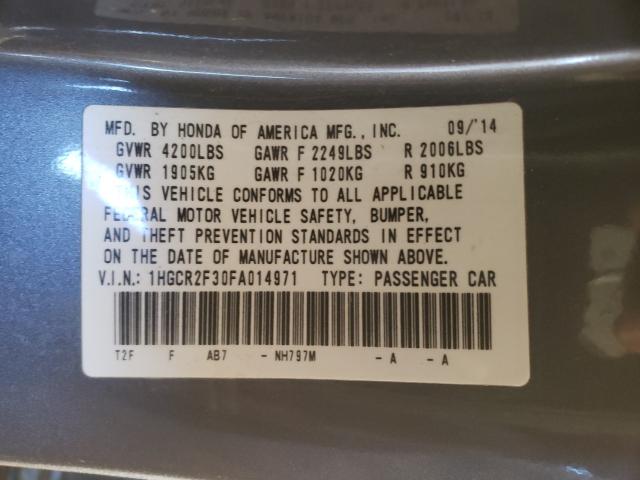 MFD. BY HONDA OF AMERICA MFG., INC. 09/'14
GVWR 4200LBS GAWR F 2249LBS R 2006LBS
GVWR 1905KG GAWR F 1020KG R 910KG
THIS VEHICLE CONFORMS TO ALL APPLICABLE
FEDERAL MOTOR VEHICLE SAFETY, BUMPER,
AND THEFT PREVENTION STANDARDS IN EFFECT
ON THE DATE OF MANUFACTURE SHOWN ABOVE.
V.I.N.: 1HGCR2F30FA014971 TYPE: PASSENGER CAR
T2F F AB7 - NH797M - A - A